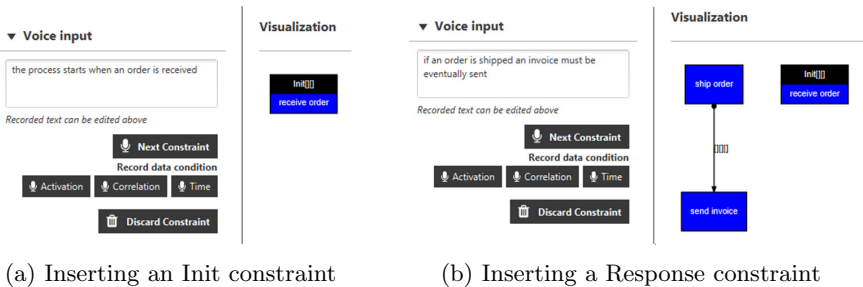 ▼ Voice input
the process starts when an order is received
Recorded text can be edited above
Next Constraint
Record data condition
Activation Correlation Time
Discard Constraint
Visualization
Init[][]
receive order
(a) Inserting an Init constraint
▼ Voice input
if an order is shipped an invoice must be
eventually sent
Recorded text can be edited above
Next Constraint
Record data condition
Activation Correlation Time
Discard Constraint
Visualization
ship order
Init[][]
receive order
[][][]
send invoice
(b) Inserting a Response constraint